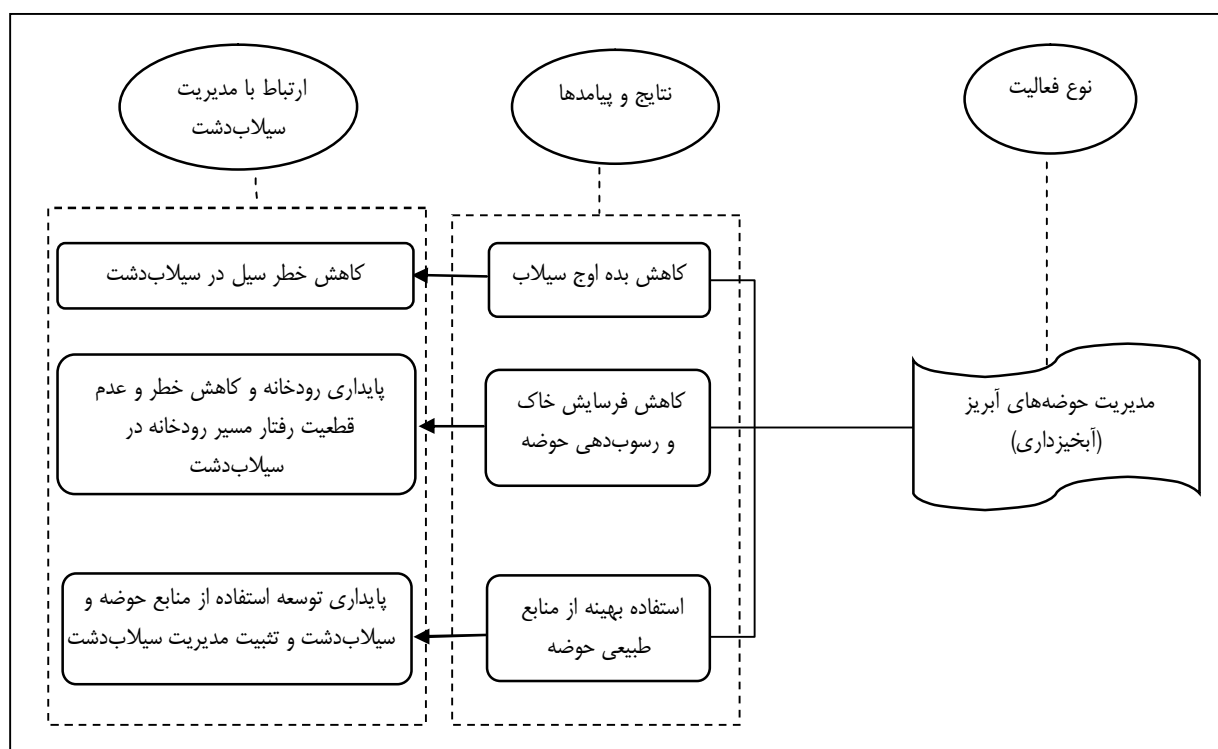 نوع فعالیت
نتایج و پیامدها
ارتباط با مدیریت
سیلاب‌دشت
مدیریت حوضه‌های آبریز
(آبخیزداری)
کاهش بده اوج سیلاب
کاهش خطر سیل در سیلاب‌دشت
کاهش فرسایش خاک
و رسوب‌دهی حوضه
پایداری رودخانه و کاهش خطر و عدم
قطعیت رفتار مسیر رودخانه در
سیلاب‌دشت
استفاده بهینه از منابع
طبیعی حوضه
پایداری توسعه استفاده از منابع حوضه و
سیلاب‌دشت و تثبیت مدیریت سیلاب‌دشت